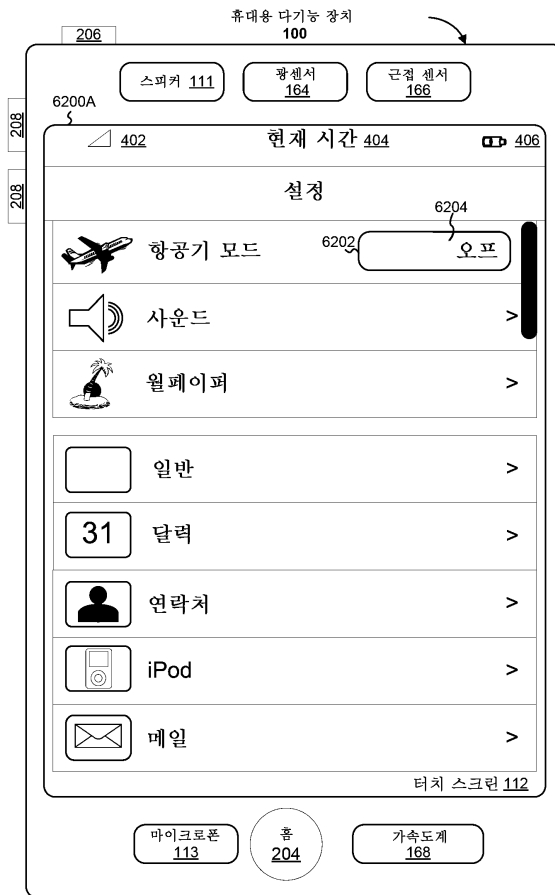 휴대용 다기능 장치
100
206
스피커 111
광센서
164
근접 센서
166
6200A
208
208
402
현재 시간 404
406
설정
6204
항공기 모드
6202
오프
사운드 >
월페이퍼 >
일반 >
31 달력 >
연락처 >
iPod >
메일 >
터치 스크린 112
마이크로폰
113
홈
204
가속도계
168